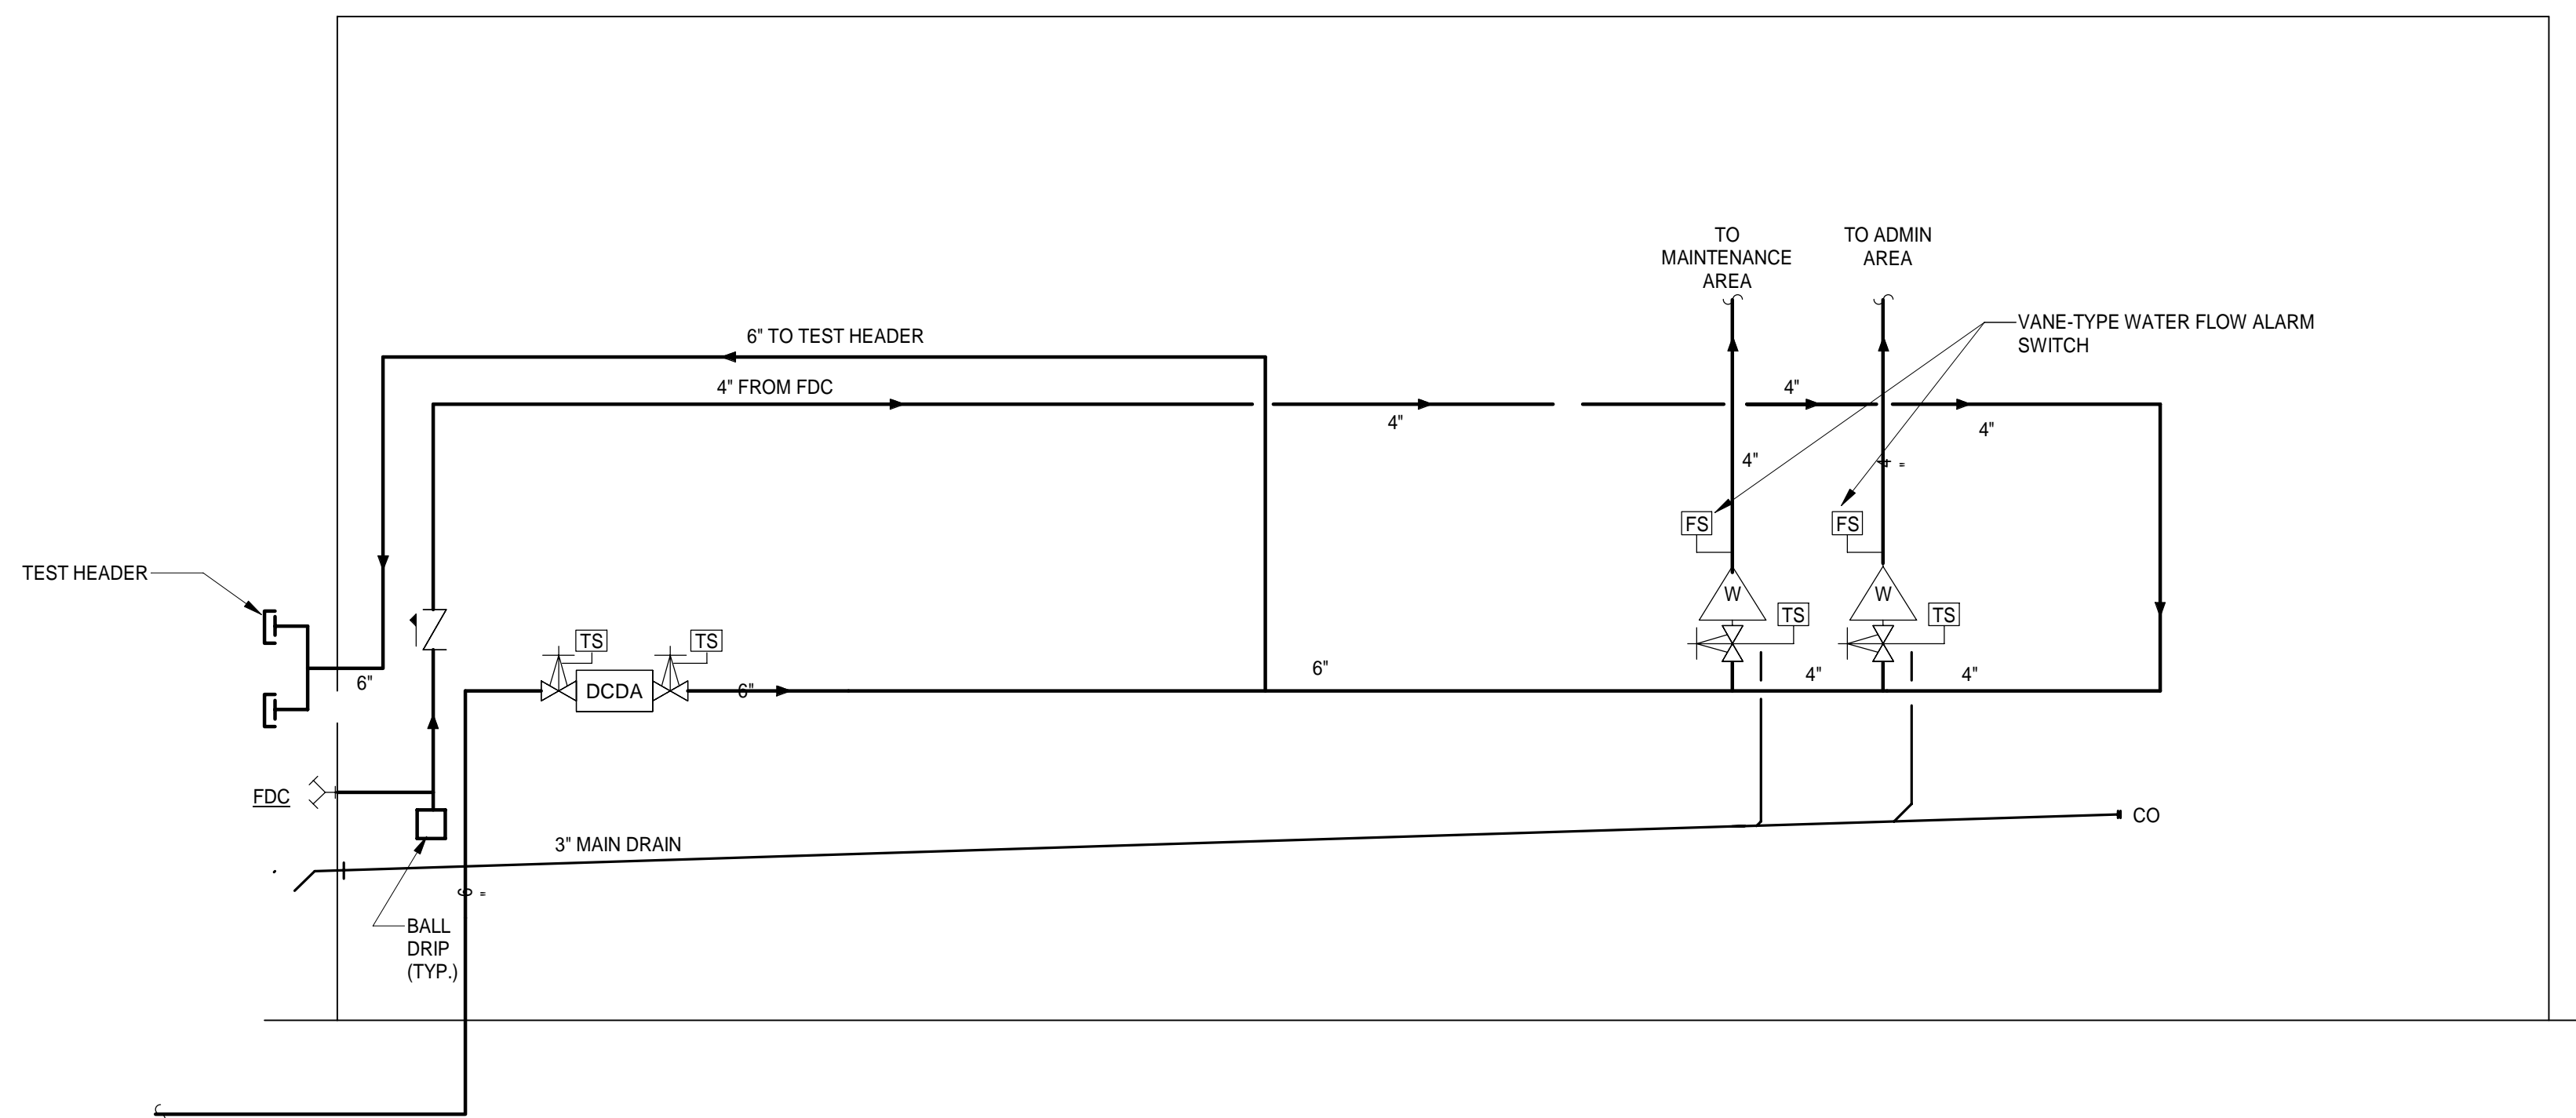 TO
MAINTENANCE
AREA
TO ADMIN
AREA
VANE-TYPE WATER FLOW ALARM
SWITCH
6" TO TEST HEADER
4" FROM FDC
4"
4"
4"
4"
4"
FS
FS
TEST HEADER
W
W
TS
TS
TS
TS
6"
DCDA
6"
6"
4"
4"
FDC
3" MAIN DRAIN
CO
6"
BALL
DRIP
(TYP.)